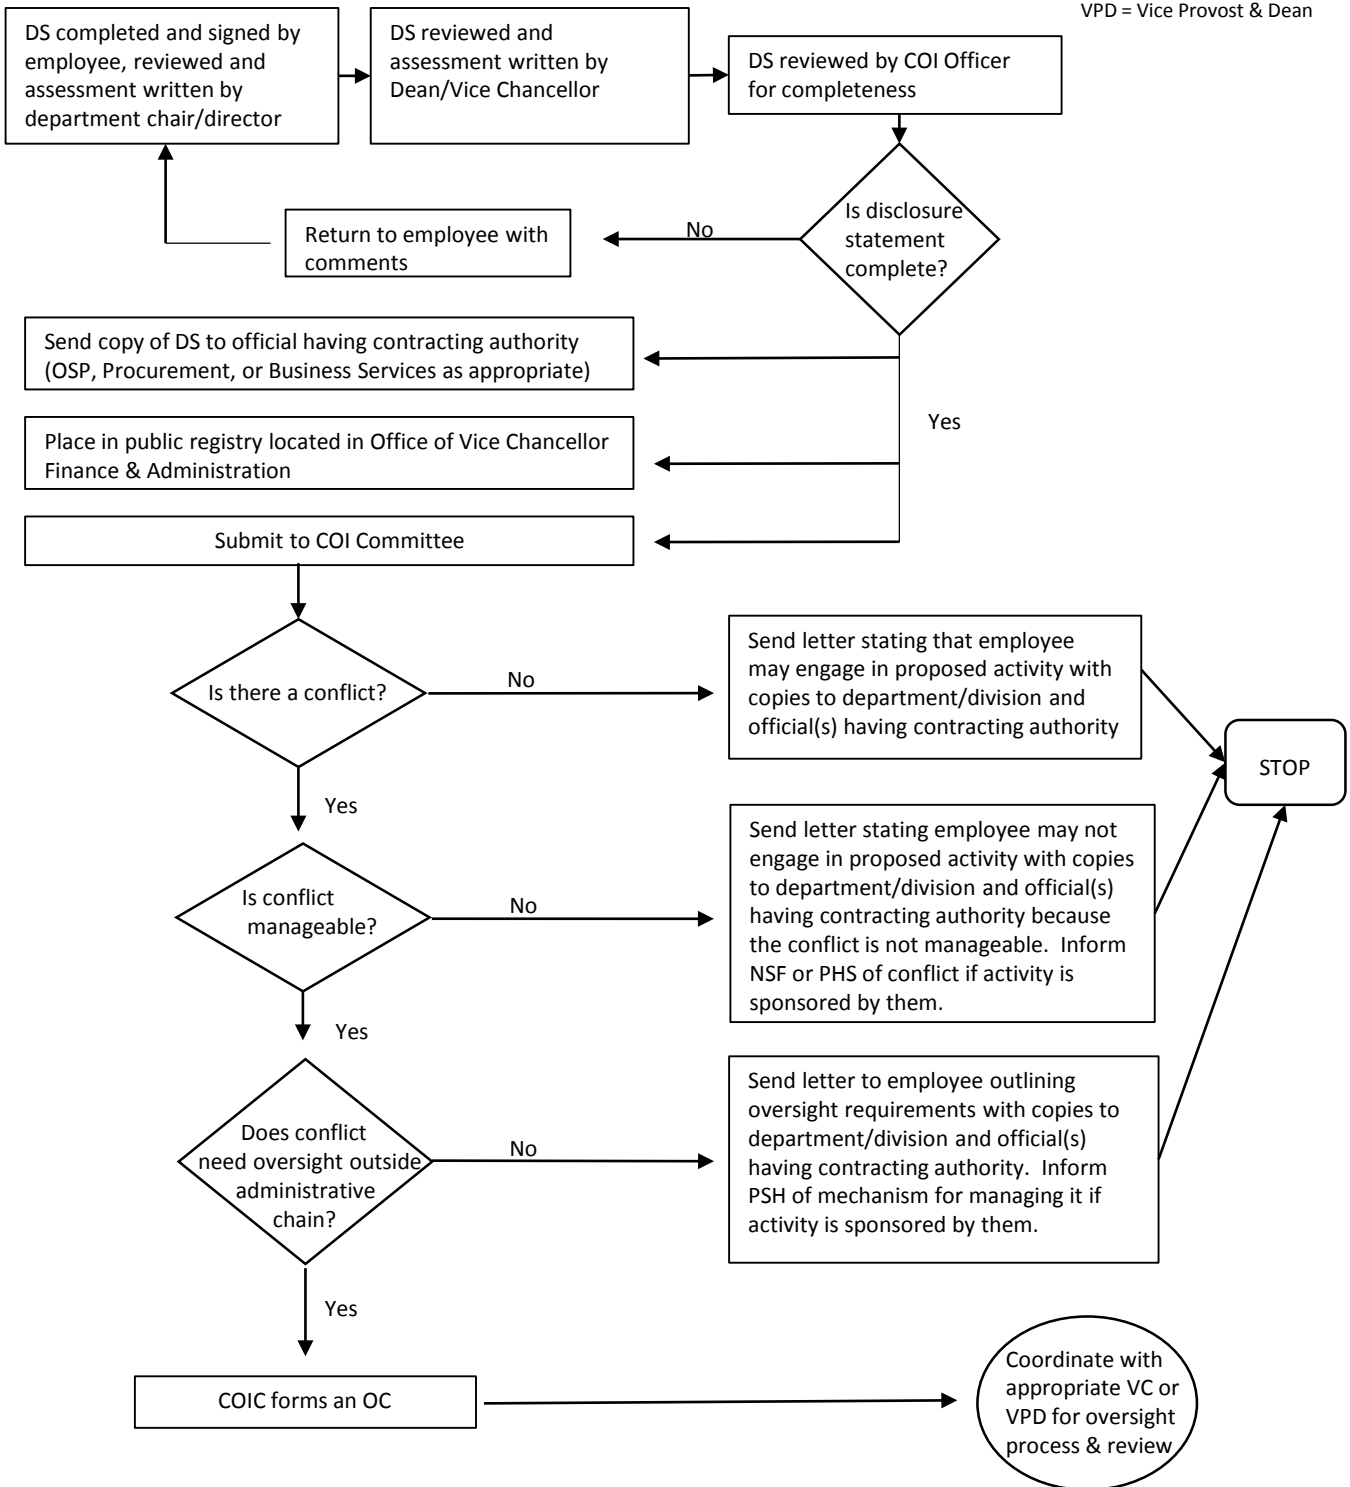 VPD = Vice Provost & Dean
DS completed and signed by
employee, reviewed and
assessment written by
department chair/director
DS reviewed and
assessment written by
Dean/Vice Chancellor
DS reviewed by COI Officer
for completeness
Is disclosure
statement
complete?
No
Return to employee with
comments
Send copy of DS to official having contracting authority
(OSP, Procurement, or Business Services as appropriate)
Yes
Place in public registry located in Office of Vice Chancellor
Finance & Administration
Submit to COI Committee
Is there a conflict?
No
Send letter stating that employee
may engage in proposed activity with
copies to department/division and
official(s) having contracting authority
STOP
Yes
Is conflict
manageable?
No
Send letter stating employee may not
engage in proposed activity with copies
to department/division and official(s)
having contracting authority because
the conflict is not manageable.  Inform
NSF or PHS of conflict if activity is
sponsored by them.
Yes
Does conflict
need oversight outside
administrative
chain?
No
Send letter to employee outlining
oversight requirements with copies to
department/division and official(s)
having contracting authority.  Inform
PSH of mechanism for managing it if
activity is sponsored by them.
Yes
COIC forms an OC
Coordinate with
appropriate VC or
VPD for oversight
process & review